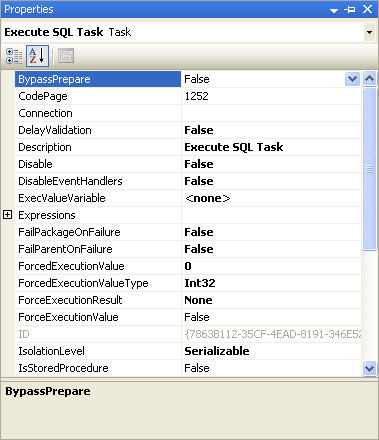 Properties
Execute SQL Task Task
BypassPrepare False
CodePage 1252
Connection
DelayValidation False
Description Execute SQL Task
Disable False
DisableEventHandlers False
ExecValueVariable <none>
Expressions
FailPackageOnFailure False
FailParentOnFailure False
ForcedExecutionValue 0
ForcedExecutionValueType Int32
ForceExecutionResult None
ForceExecutionValue False
ID {7863B112-35CF-4EAD-8191-346E52
IsolationLevel Serializable
IsStoredProcedure False
BypassPrepare